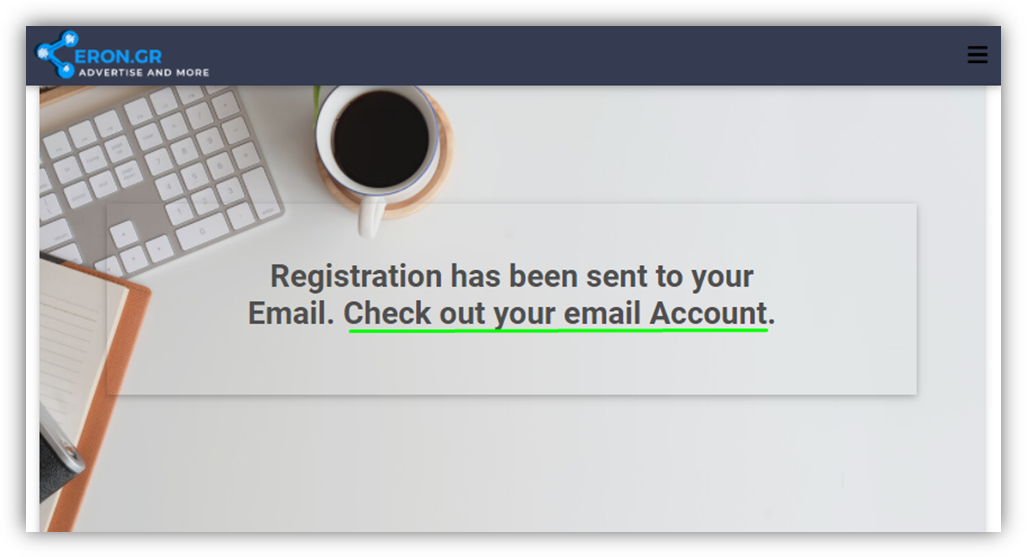 ERON.GR
ADVERTISE AND MORE
Registration has been sent to your
Email. Check out your email Account.